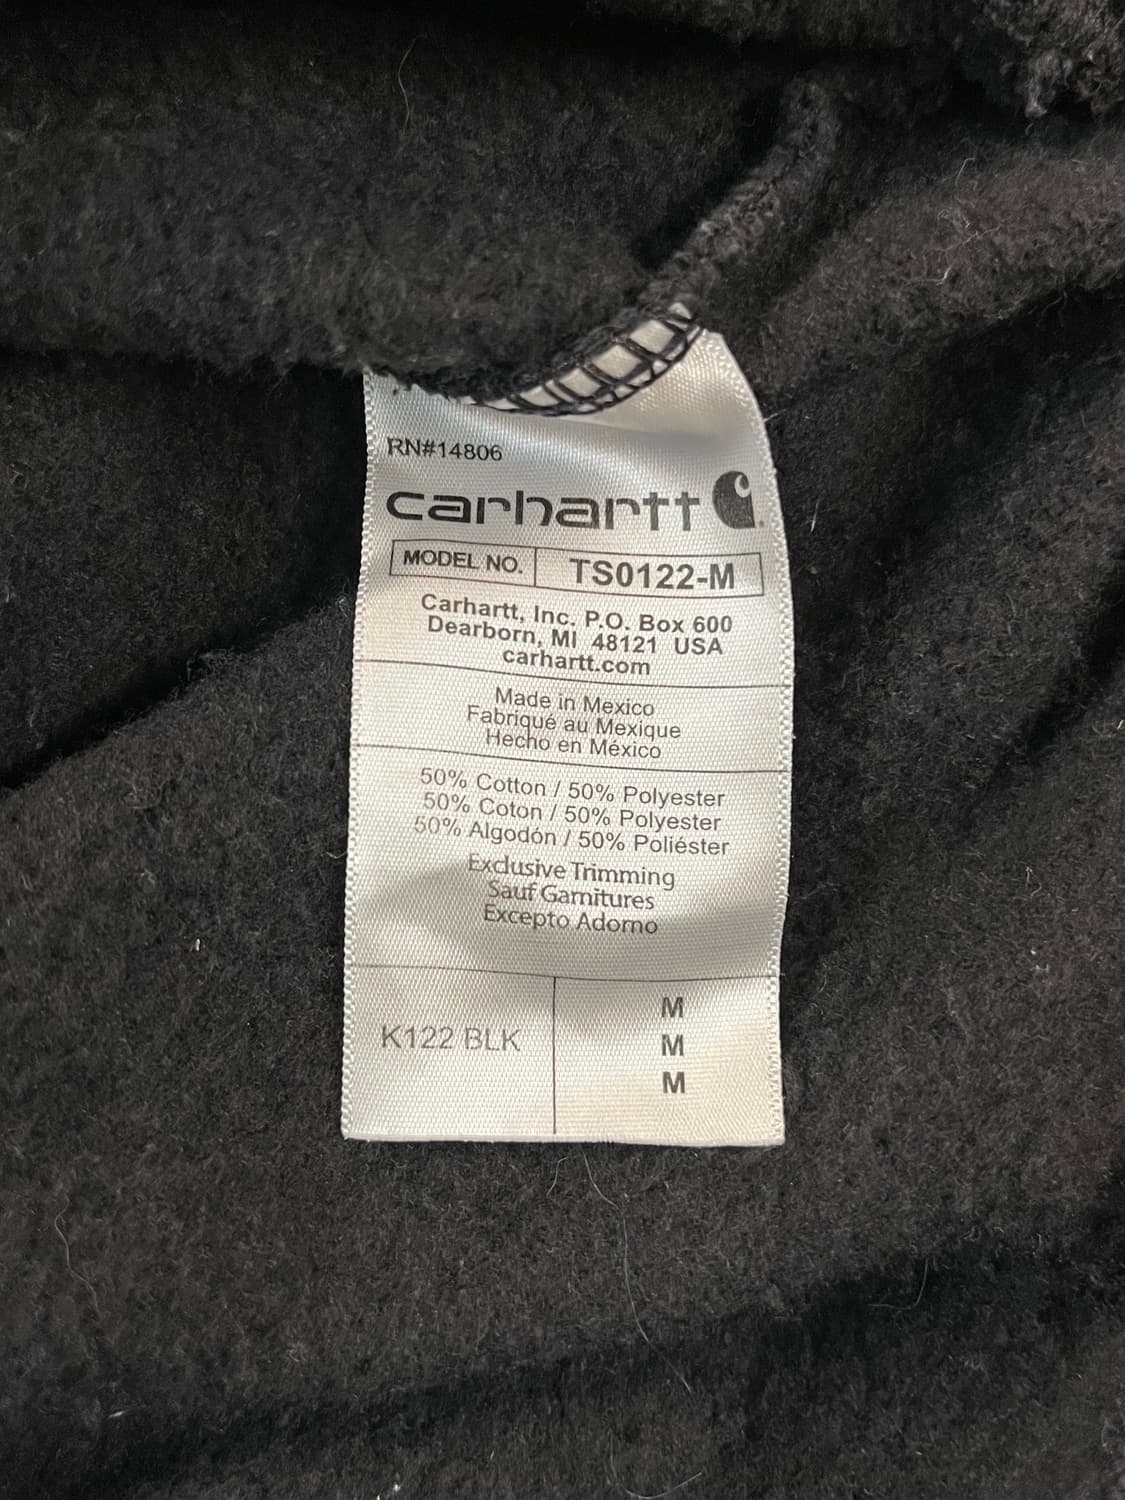 RN#14806
carhartt
MODEL NO. TS0122-M
Carhartt, Inc. P.O. Box 600
Dearborn, MI 48121 USA
carhartt.com
Made in Mexico
Fabriqué au Mexique
Hecho en México
50% Cotton / 50% Polyester
50% Coton / 50% Polyester
50% Algodón / 50% Poliéster
Exclusive Trimming
Sauf Garnitures
Excepto Adorno
K122 BLK
M
M
M